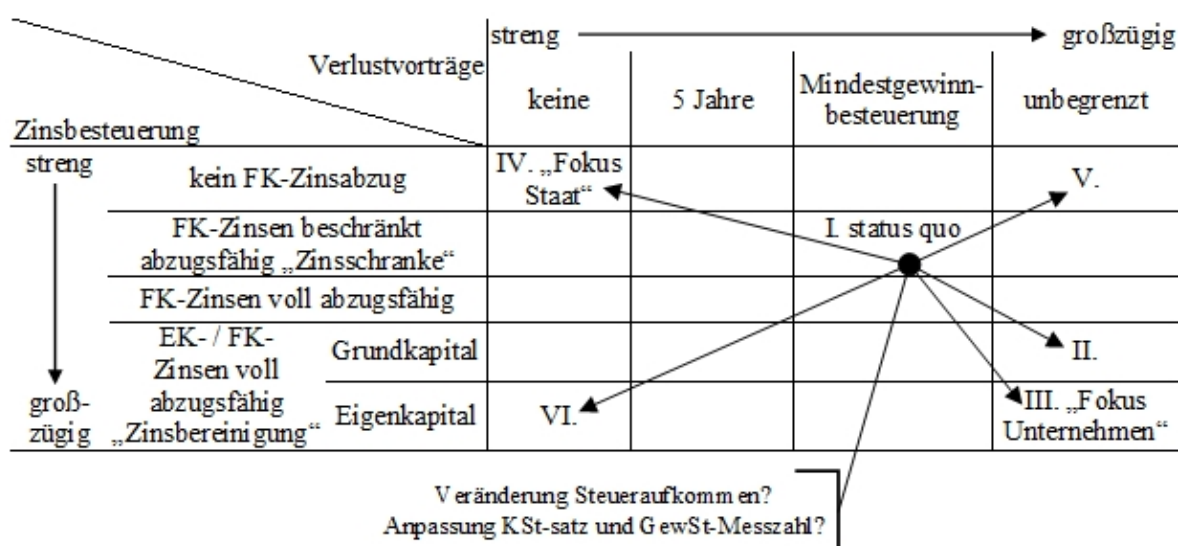 streng großzügig
Verlustvorträge
keine 5 Jahre Mindestgewinn-
besteuerung unbegrenzt
Zinsbesteuerung
streng
kein FK-Zinsabzug
IV. „Fokus
Staat“
V.
FK-Zinsen beschränkt
abzugsfähig „Zinsschranke“
I. status quo
FK-Zinsen voll abzugsfähig
EK- / FK-
Zinsen voll
abzugsfähig
„Zinsbereinigung“
Grundkapital
II.
groß-
zügig
Eigenkapital
VI.
III. „Fokus
Unternehmen“
Veränderung Steueraufkommen?
Anpassung KSt-satz und GewSt-Messzahl?